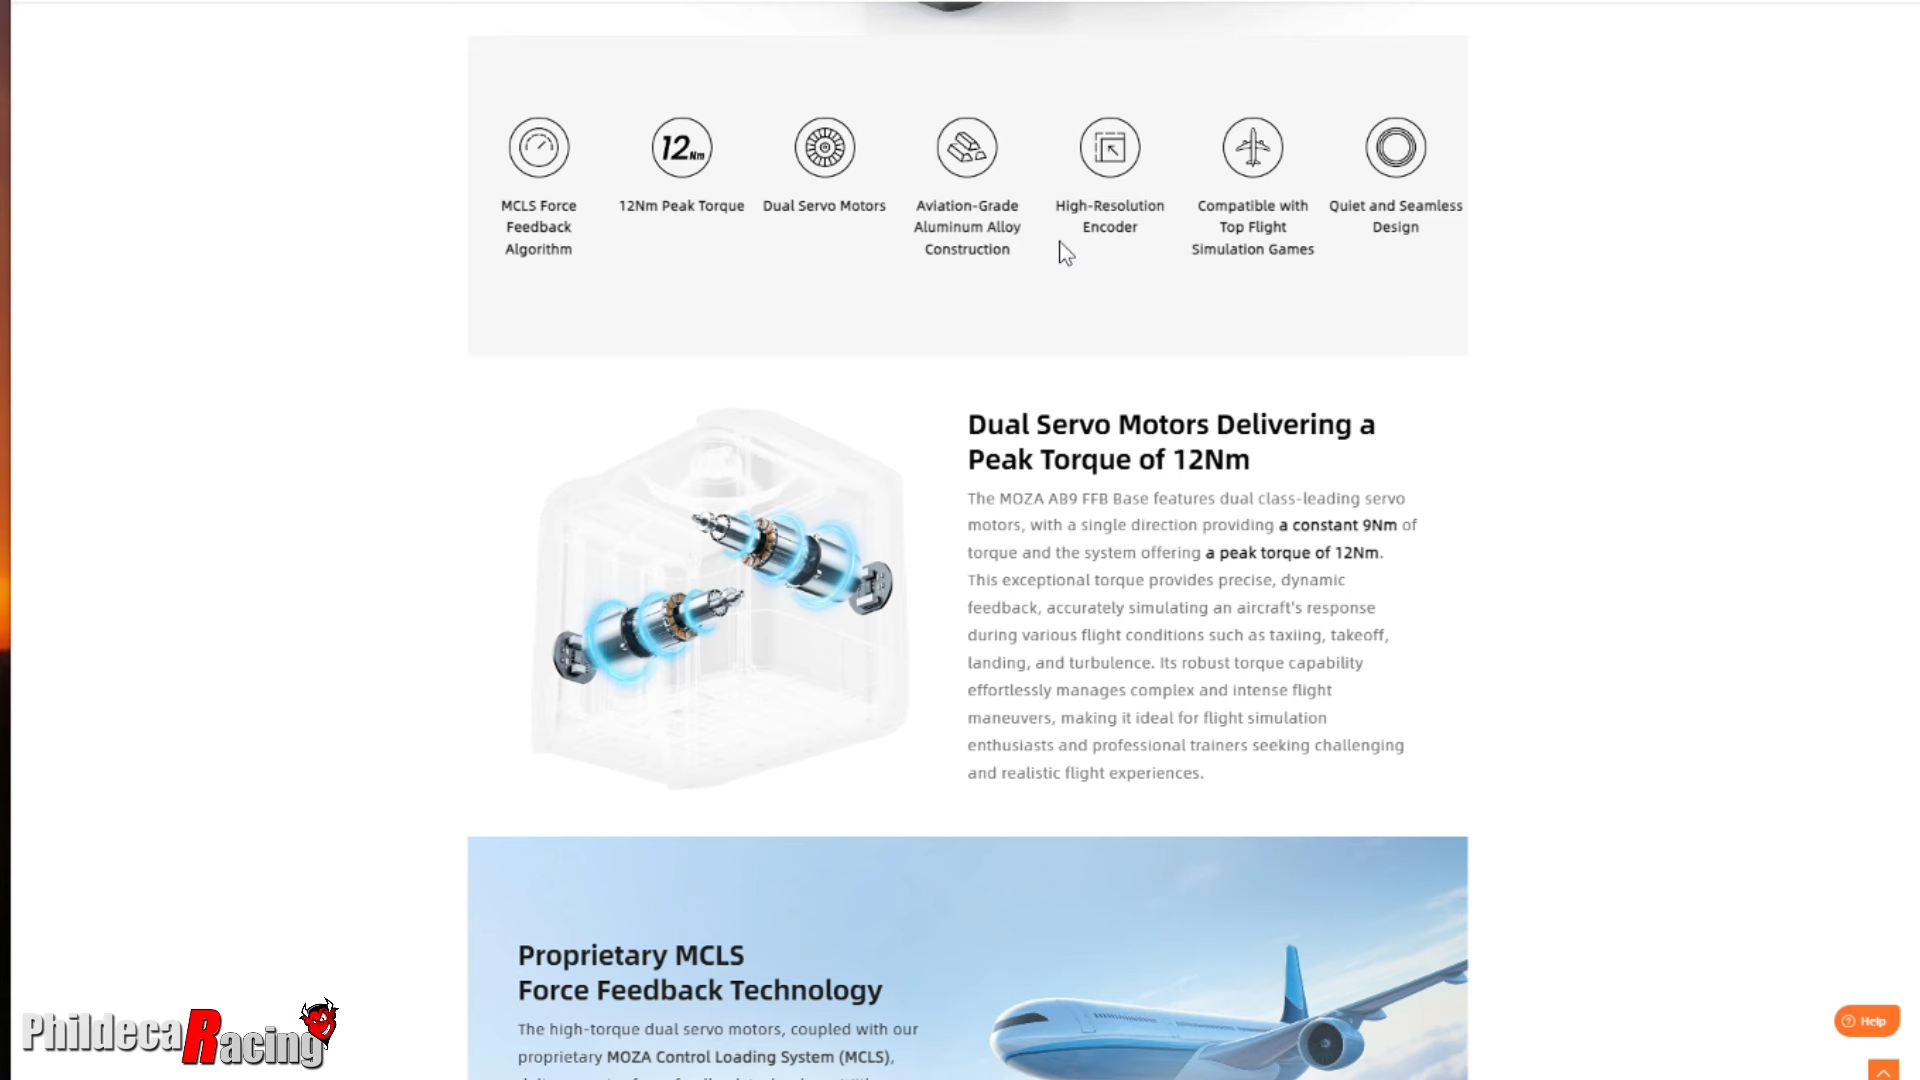 MCLS Force
Feedback
Algorithm
12Nm
12Nm Peak Torque
Dual Servo Motors
Aviation-Grade
Aluminum Alloy
Construction
High-Resolution
Encoder
Compatible with
Top Flight
Simulation Games
Quiet and Seamless
Design
Dual Servo Motors Delivering a
Peak Torque of 12Nm
The MOZA AB9 FFB Base features dual class-leading servo
motors, with a single direction providing a constant 9Nm of
torque and the system offering a peak torque of 12Nm.
This exceptional torque provides precise, dynamic
feedback, accurately simulating an aircraft's response
during various flight conditions such as taxiing, takeoff,
landing, and turbulence. Its robust torque capability
effortlessly manages complex and intense flight
maneuvers, making it ideal for flight simulation
enthusiasts and professional trainers seeking challenging
and realistic flight experiences.
Proprietary MCLS
Force Feedback Technology
The high-torque dual servo motors, coupled with our
proprietary MOZA Control Loading System (MCLS),
Phildeca Racing
Help